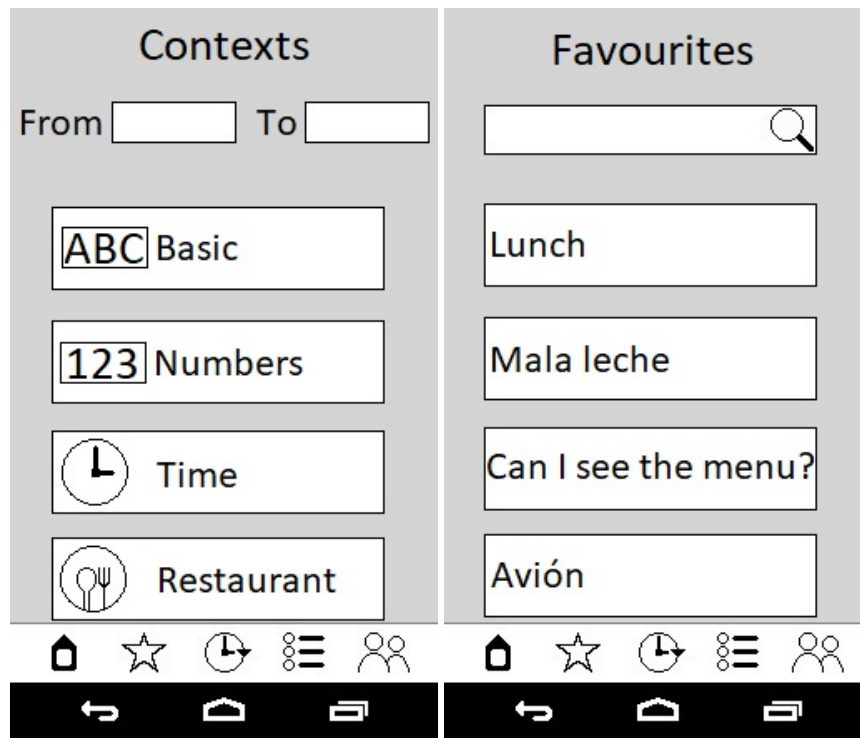 Contexts
From To
ABC Basic
123 Numbers
Time
Restaurant
Favourites
Lunch
Mala leche
Can I see the menu?
Avión